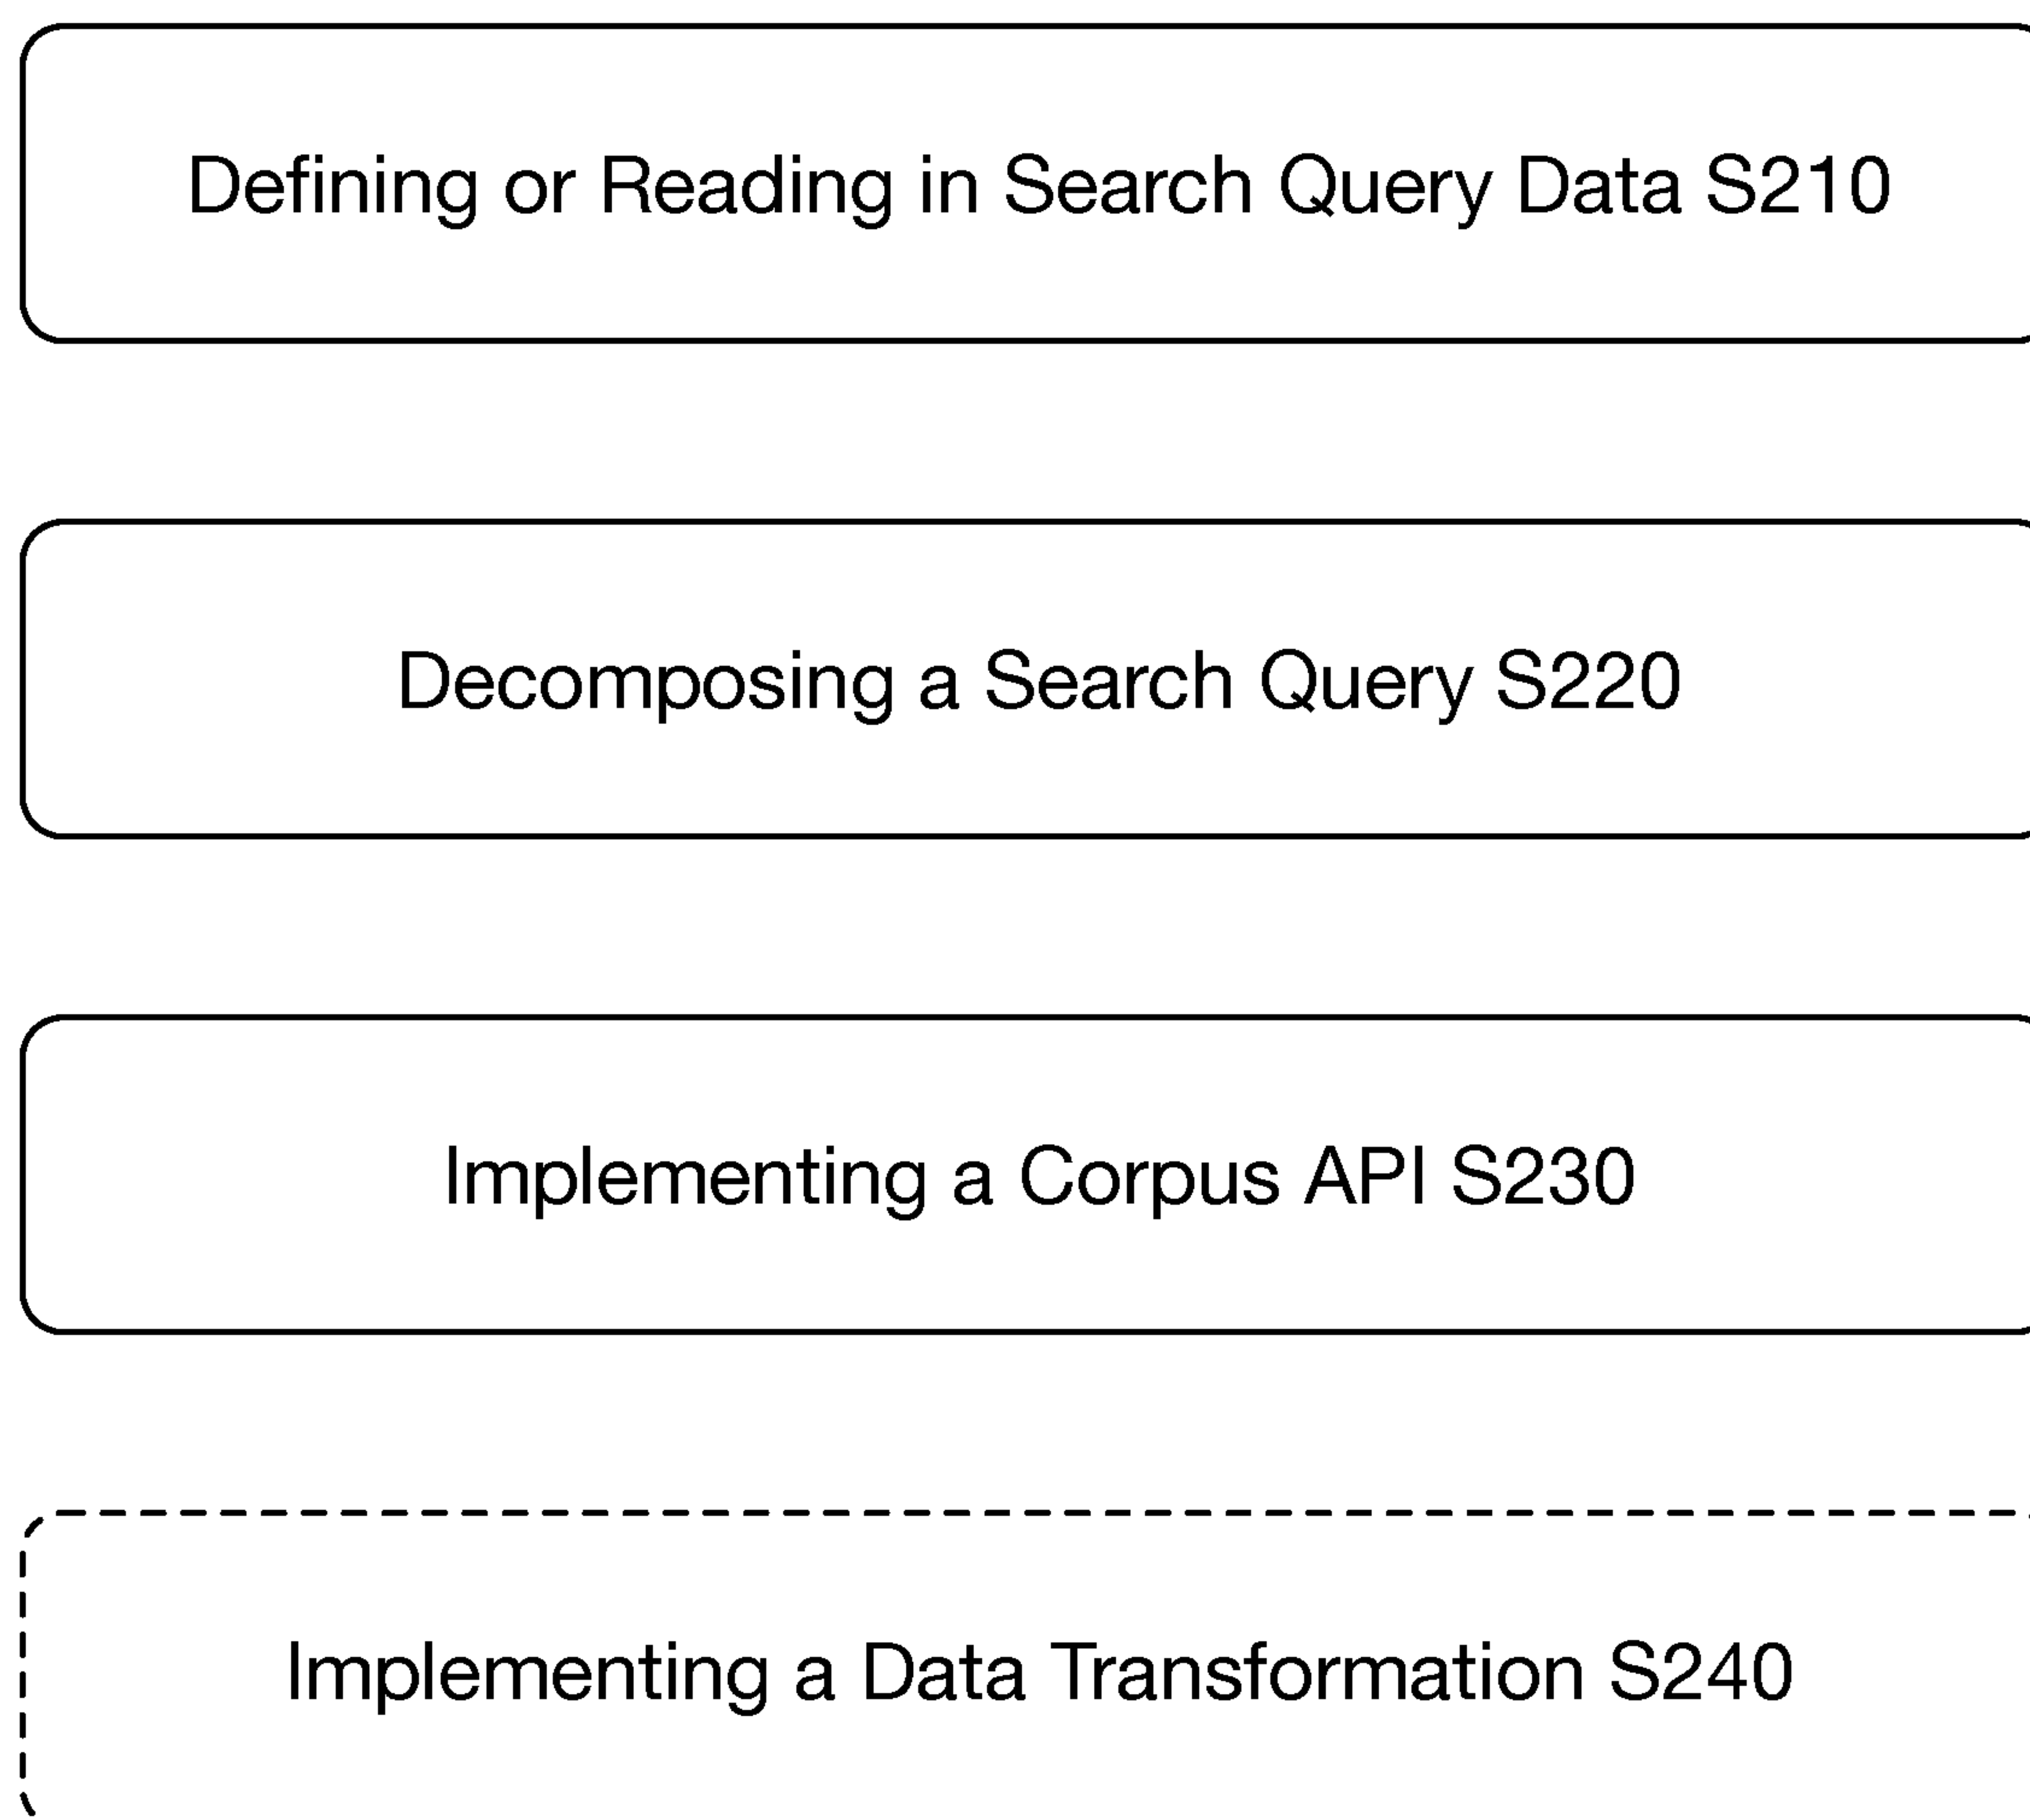 Defining or Reading in Search Query Data S210
Decomposing a Search Query S220
Implementing a Corpus API S230
Implementing a Data Transformation S240